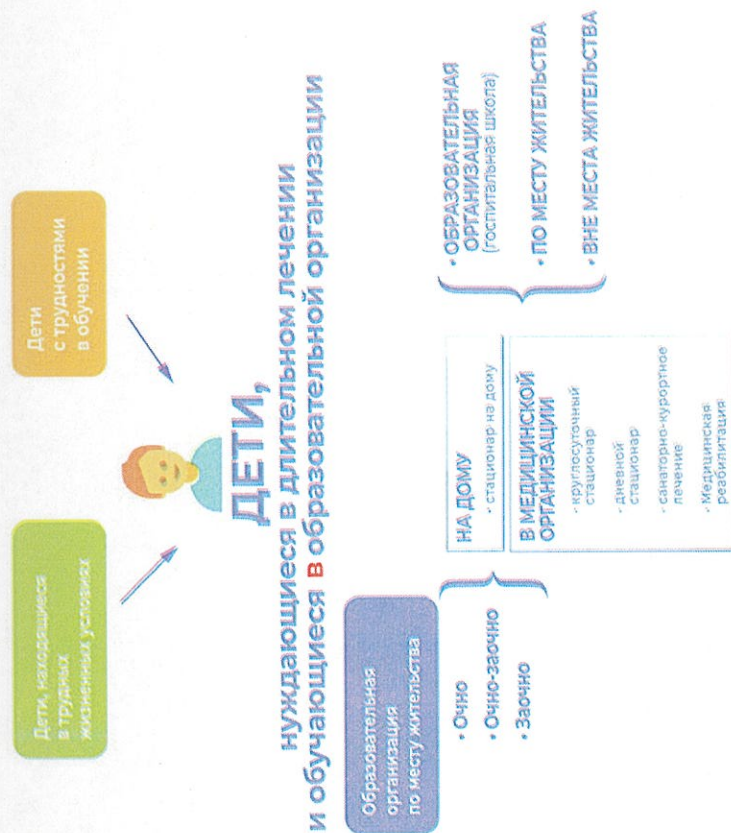 Дети, находящиеся
в трудных
жизненных условиях
Дети
с трудностями
в обучении
ДЕТИ,
нуждающиеся в длительном лечении
и обучающиеся в образовательной организации
Образовательная
организация
по месту жительства
• Очно
• Очно-заочно
• Заочно
НА ДОМУ
• стационар на дому
В МЕДИЦИНСКОЙ
ОРГАНИЗАЦИИ
• круглосуточный
стационар
• дневной
стационар
• санаторно-курортное
лечение
• Медицинская
реабилитация
• ОБРАЗОВАТЕЛЬНАЯ
ОРГАНИЗАЦИЯ
(госпитальная школа)
• ПО МЕСТУ ЖИТЕЛЬСТВА
• ВНЕ МЕСТА ЖИТЕЛЬСТВА